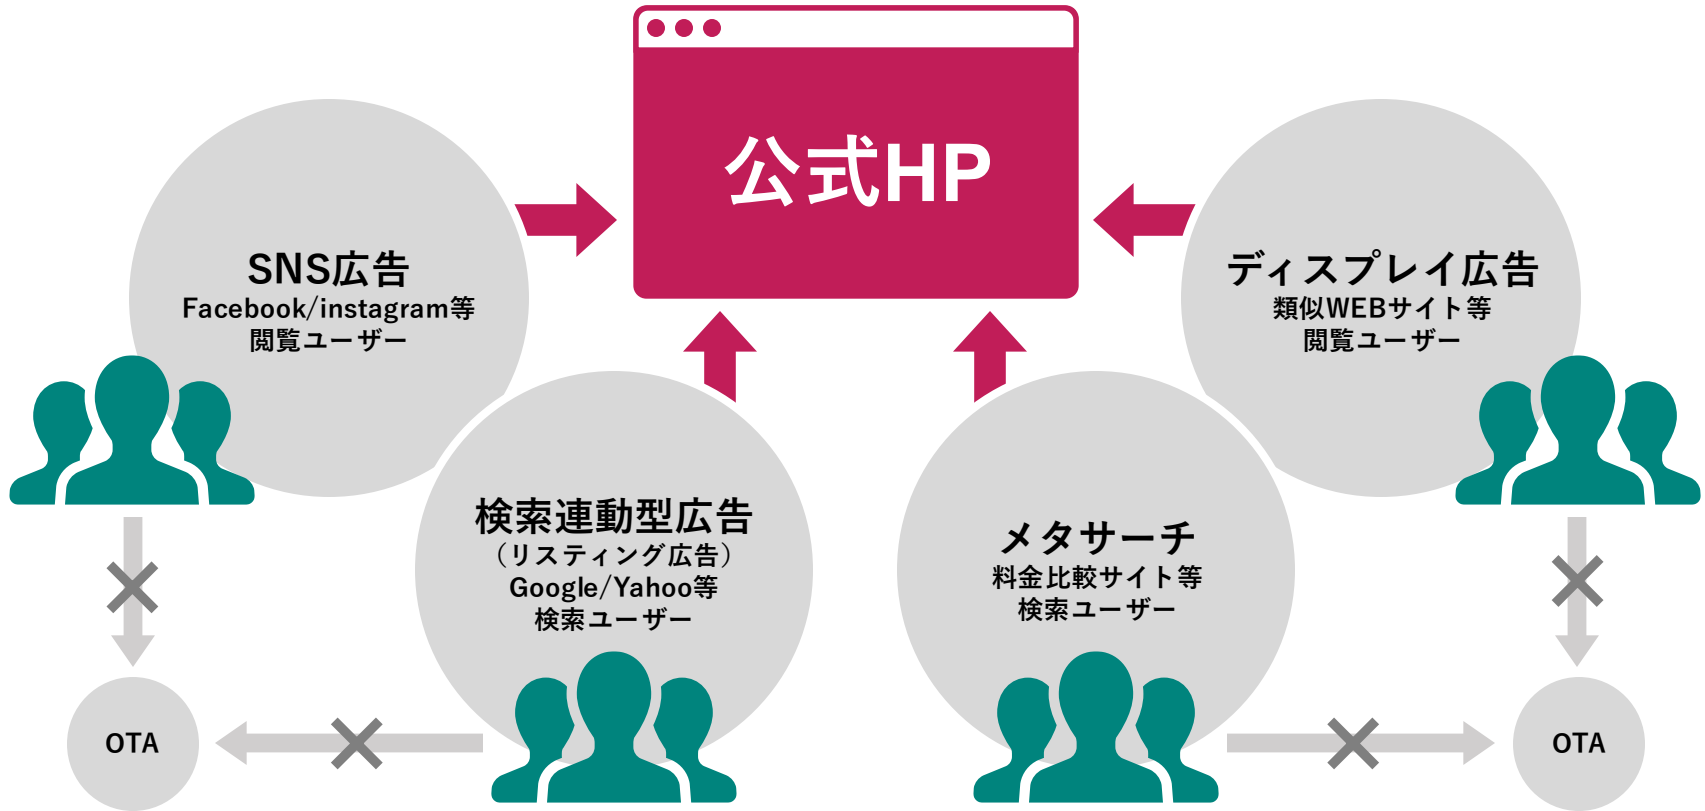 公式HP
SNS広告
Facebook/instagram等
閲覧ユーザー
ディスプレイ広告
類似WEBサイト等
閲覧ユーザー
検索連動型広告
（リスティング広告）
Google/Yahoo等
検索ユーザー
メタサーチ
料金比較サイト等
検索ユーザー
OTA
OTA